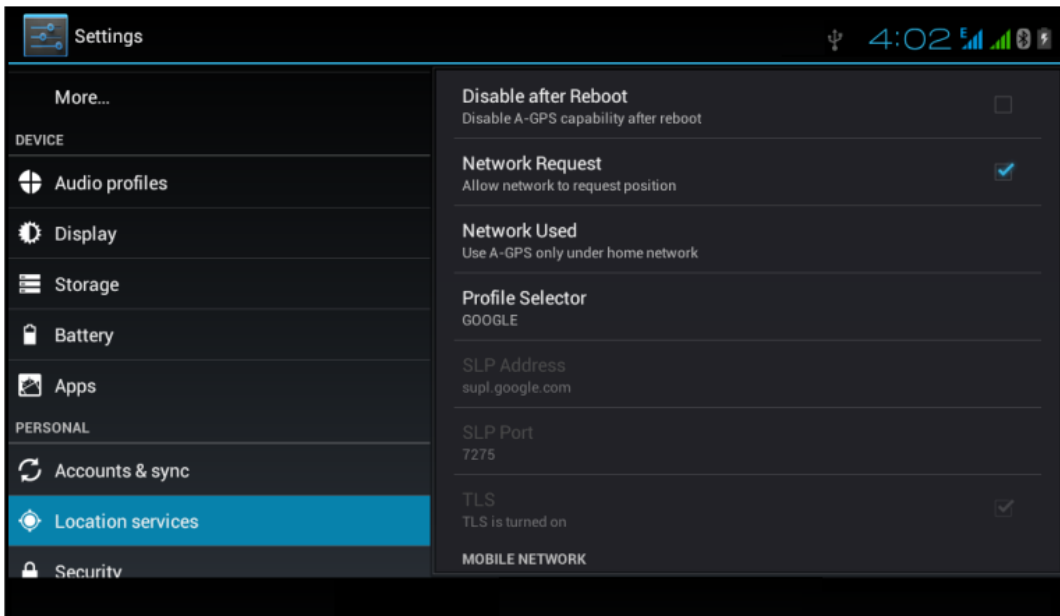 Settings
4:02
E
More...
DEVICE
Audio profiles
Display
Storage
Battery
Apps
PERSONAL
Accounts & sync
Location services
Security
Disable after Reboot
Disable A-GPS capability after reboot
Network Request
Allow network to request position
Network Used
Use A-GPS only under home network
Profile Selector
GOOGLE
SLP Address
supl.google.com
SLP Port
7275
TLS
TLS is turned on
MOBILE NETWORK